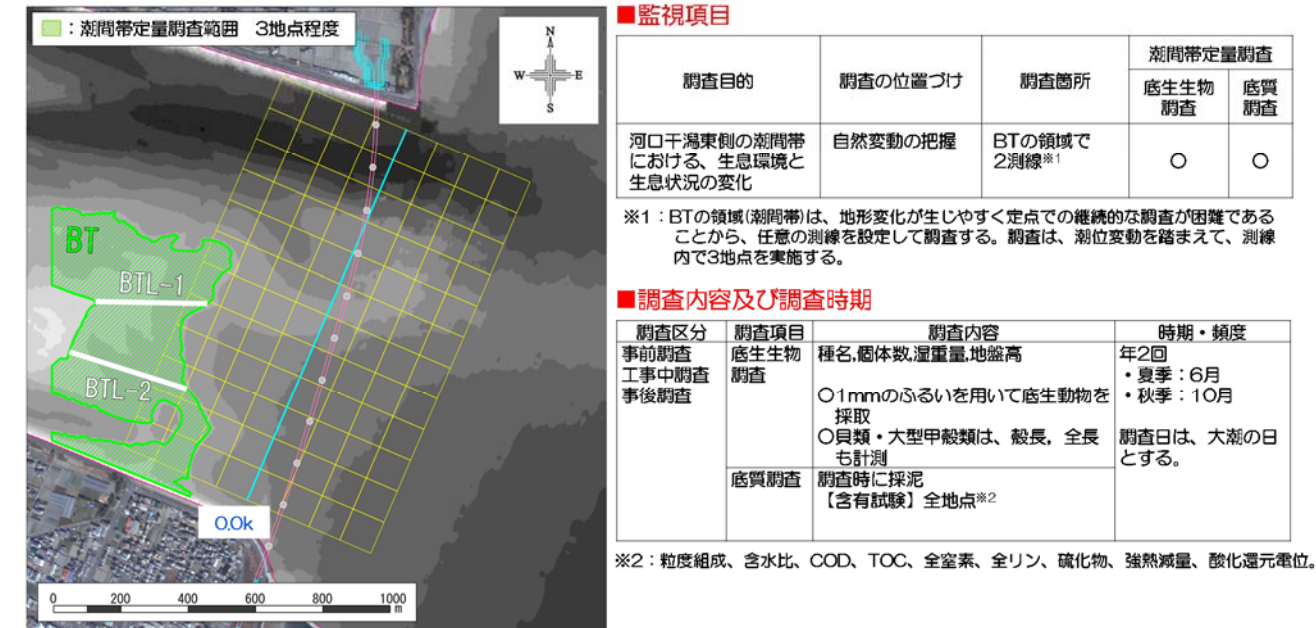 ：潮間帯定量調査範囲　3地点程度
N
W
E
S
BT
BTL-1
BTL-2
0.0k
0 200 400 600 800 1000
m
■監視項目
調査目的 調査の位置づけ 調査箇所 潮間帯定量調査
底生生物
調査
底質
調査
河口干潟東側の潮間帯
における、生息環境と
生息状況の変化
自然変動の把握
BTの領域で
2測線※1
○ ○
※1：BTの領域(潮間帯)は、地形変化が生じやすく定点での継続的な調査が困難である
ことから、任意の測線を設定して調査する。調査は、潮位変動を踏まえて、測線
内で3地点を実施する。
■調査内容及び調査時期
調査区分 調査項目 調査内容 時期・頻度
事前調査
工事中調査
事後調査
底生生物
調査
種名,個体数,湿重量,地盤高
○1mmのふるいを用いて底生動物を
採取
○貝類・大型甲殻類は、殻長，全長
も計測
年2回
・夏季：6月
・秋季：10月
調査日は、大潮の日
とする。
底質調査
調査時に採泥
【含有試験】全地点※2
※2：粒度組成、含水比、COD、TOC、全窒素、全リン、硫化物、強熱減量、酸化還元電位。